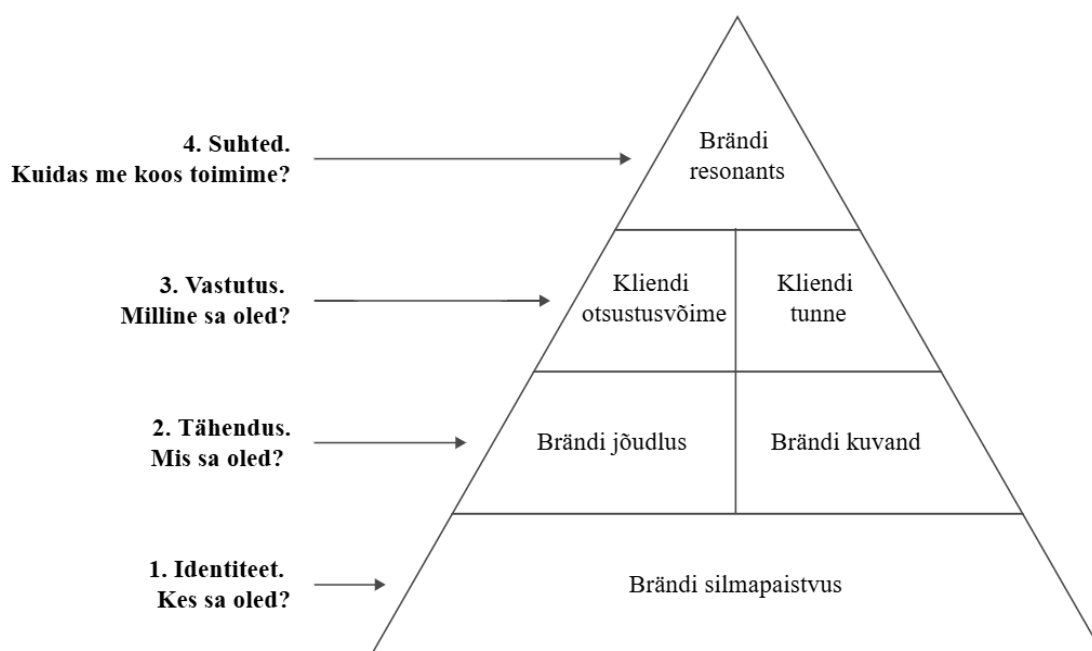 4. Suhted.
Kuidas me koos toimime?
Brändi
resonants
3. Vastutus.
Milline sa oled?
Kliendi
otsustusvõime
Kliendi
tunne
2. Tähendus.
Mis sa oled?
Brändi jõudlus
Brändi kuvand
1. Identiteet.
Kes sa oled?
Brändi silmapaistvus